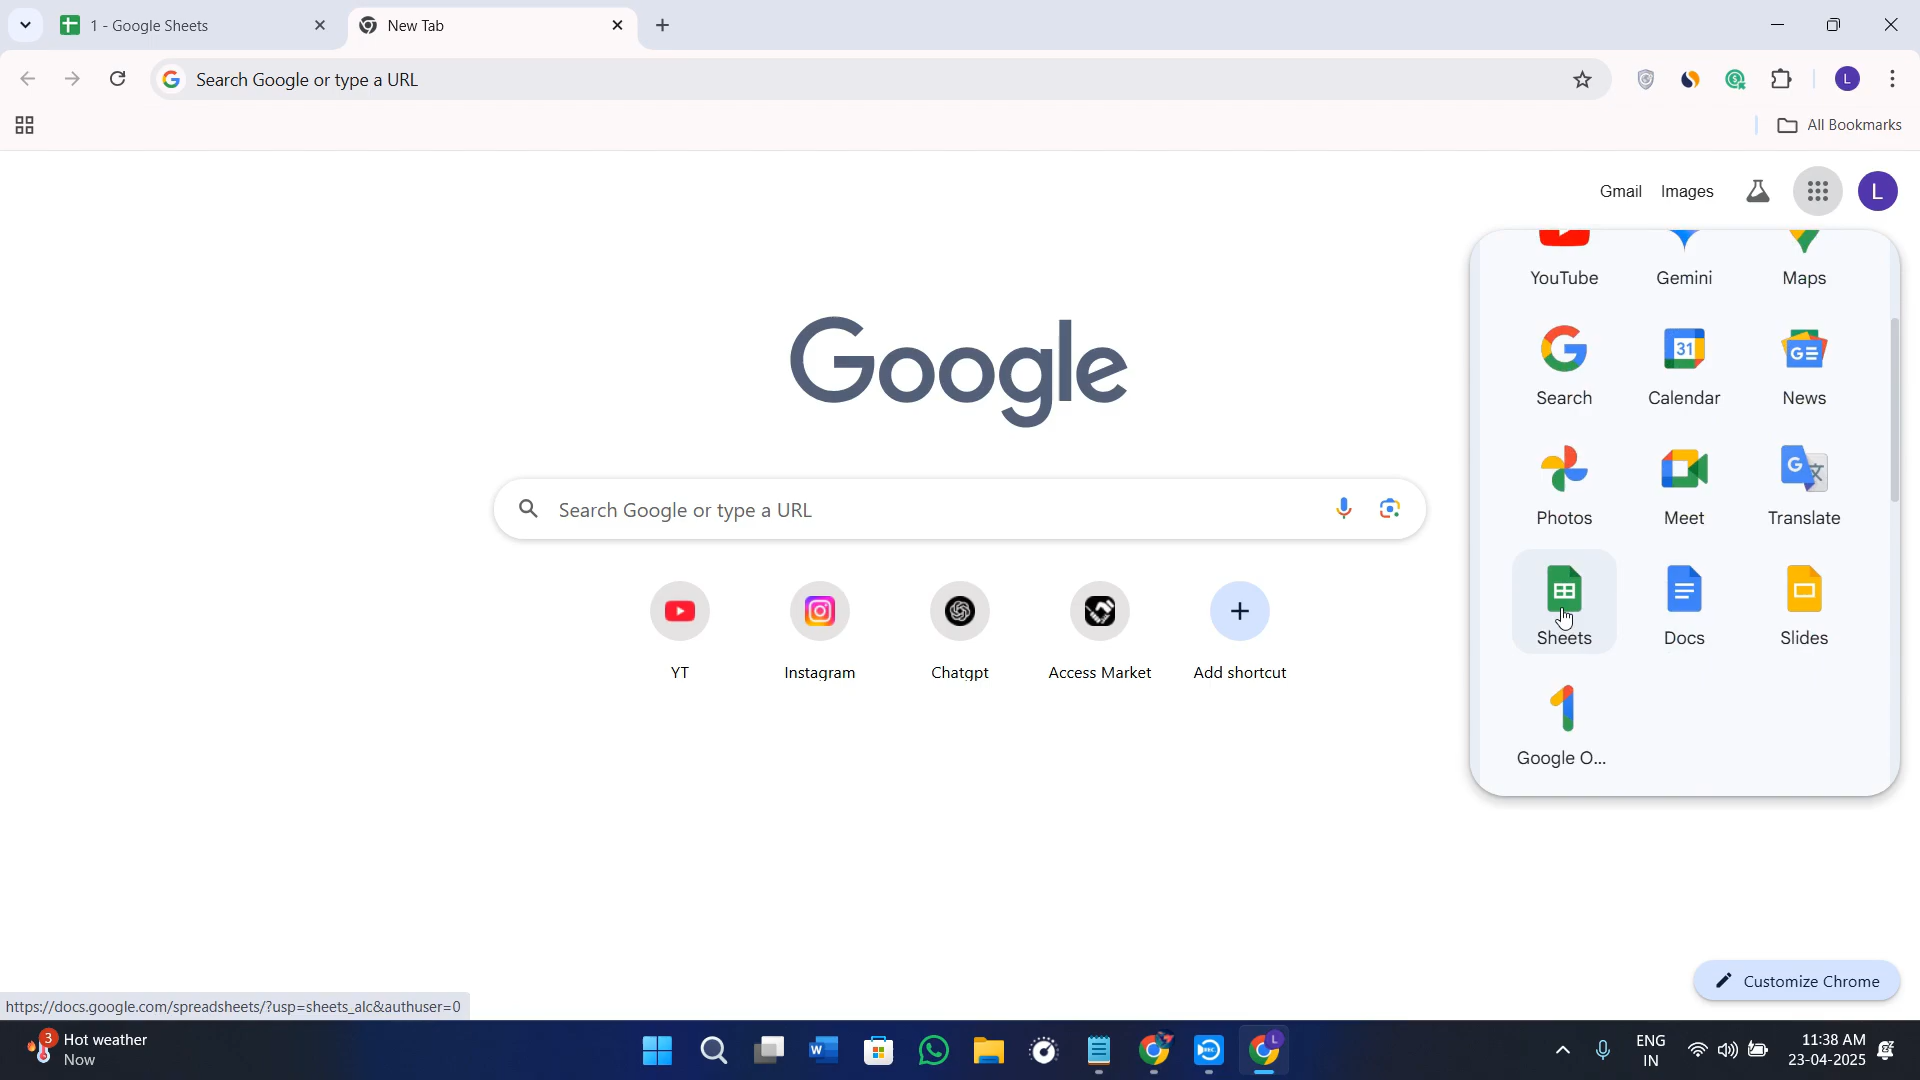 1 - Google Sheets
New Tab
Search Google or type a URL
L
All Bookmarks
Gmail Images L
YouTube Gemini Maps
31
Search Calendar News
Photos Meet Translate
Sheets Docs Slides
Google O...
Google
Search Google or type a URL
YT Instagram Chatgpt Access Market Add shortcut
Customize Chrome
https://docs.google.com/spreadsheets/?usp=sheets_alc&authuser=0
3 Hot weather
Now
ENG
IN
11:38 AM
23-04-2025